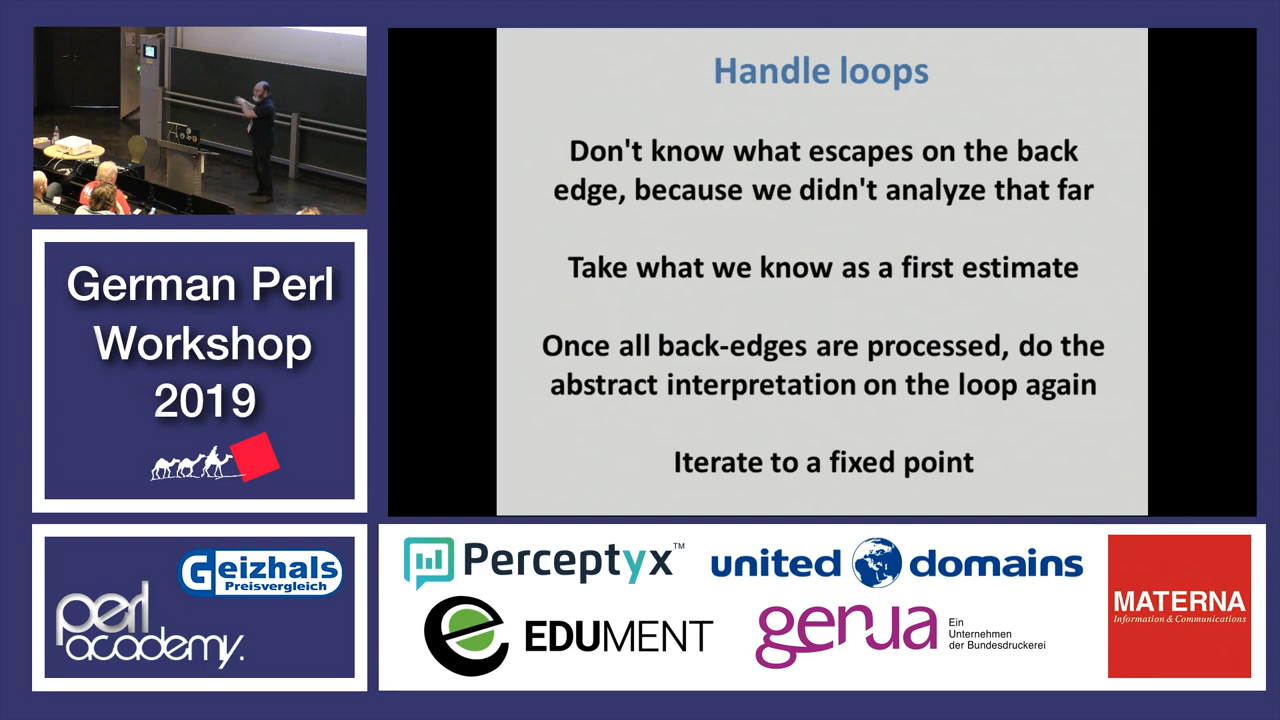 Handle loops
Don't know what escapes on the back
edge, because we didn't analyze that far
Take what we know as a first estimate
Once all back-edges are processed, do the
abstract interpretation on the loop again
Iterate to a fixed point
German Perl
Workshop
2019
Geizhals
Preisvergleich
perl
academy.
Perceptyx™
united domains
EDUMENT
genua
Ein
Unternehmen
der Bundesdruckerei
MATERNA
Information & Communications